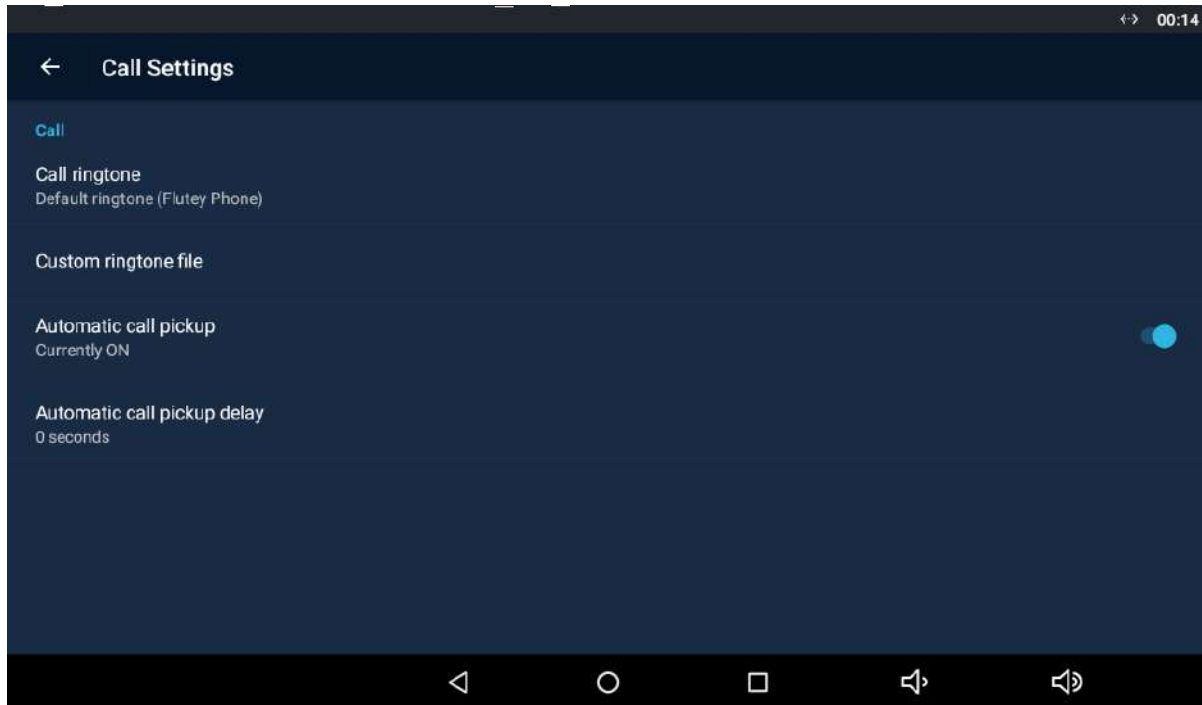 00:14
Call Settings
Call
Call ringtone
Default ringtone (Flutey Phone)
Custom ringtone file
Automatic call pickup
Currently ON
Automatic call pickup delay
0 seconds